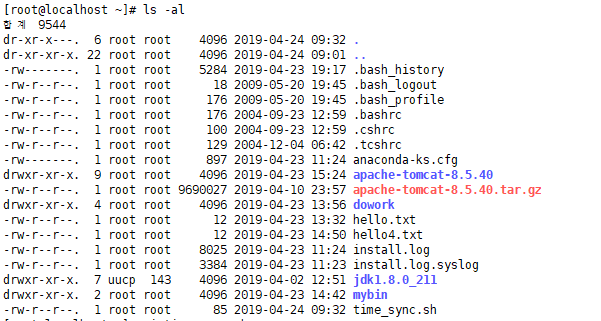 [root@localhost ~]# ls -al
합계 9544
dr-xr-x---.  6 root root    4096 2019-04-24 09:32 .
dr-xr-xr-x. 22 root root    4096 2019-04-24 09:01 ..
-rw-------.  1 root root    5284 2019-04-23 19:17 .bash_history
-rw-r--r--.  1 root root      18 2009-05-20 19:45 .bash_logout
-rw-r--r--.  1 root root     176 2009-05-20 19:45 .bash_profile
-rw-r--r--.  1 root root     176 2004-09-23 12:59 .bashrc
-rw-r--r--.  1 root root     100 2004-09-23 12:59 .cshrc
-rw-r--r--.  1 root root     129 2004-12-04 06:42 .tcshrc
-rw-------.  1 root root     897 2019-04-23 11:24 anaconda-ks.cfg
drwxr-xr-x.  9 root root    4096 2019-04-23 15:24 apache-tomcat-8.5.40
-rw-r--r--.  1 root root 9690027 2019-04-10 23:57 apache-tomcat-8.5.40.tar.gz
drwxr-xr-x.  4 root root    4096 2019-04-23 13:56 dowork
-rw-r--r--.  1 root root      12 2019-04-23 13:32 hello.txt
-rw-r--r--.  1 root root      12 2019-04-23 14:50 hello4.txt
-rw-r--r--.  1 root root    8025 2019-04-23 11:24 install.log
-rw-r--r--.  1 root root    3384 2019-04-23 11:23 install.log.syslog
drwxr-xr-x.  7 uucp  143    4096 2019-04-02 12:51 jdk1.8.0_211
drwxr-xr-x.  2 root root    4096 2019-04-23 14:42 mybin
-rw-r--r--.  1 root root      85 2019-04-24 09:32 time_sync.sh